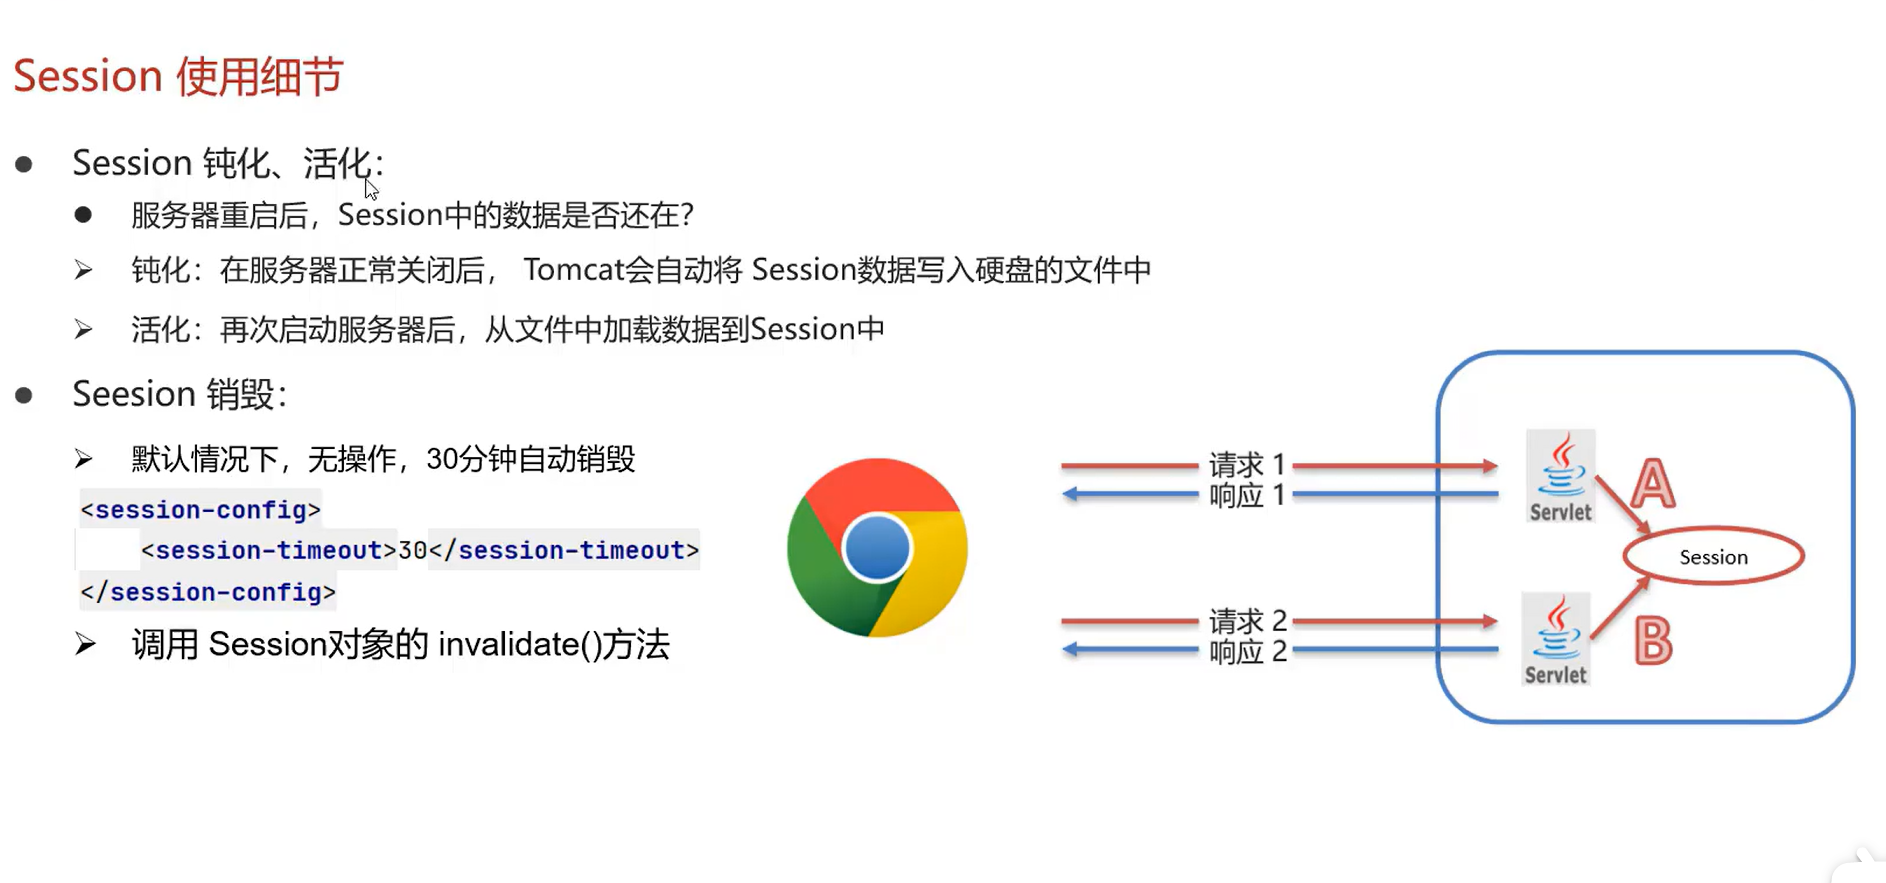 Session 使用细节
Session 钝化、活化：
服务器重启后，Session中的数据是否还在？
钝化：在服务器正常关闭后， Tomcat会自动将 Session数据写入硬盘的文件中
活化：再次启动服务器后，从文件中加载数据到Session中
Seesion 销毁：
默认情况下，无操作，30分钟自动销毁
<session-config>
<session-timeout>30</session-timeout>
</session-config>
调用 Session对象的 invalidate()方法
请求 1
响应 1
Servlet
A
Session
请求 2
响应 2
Servlet
B